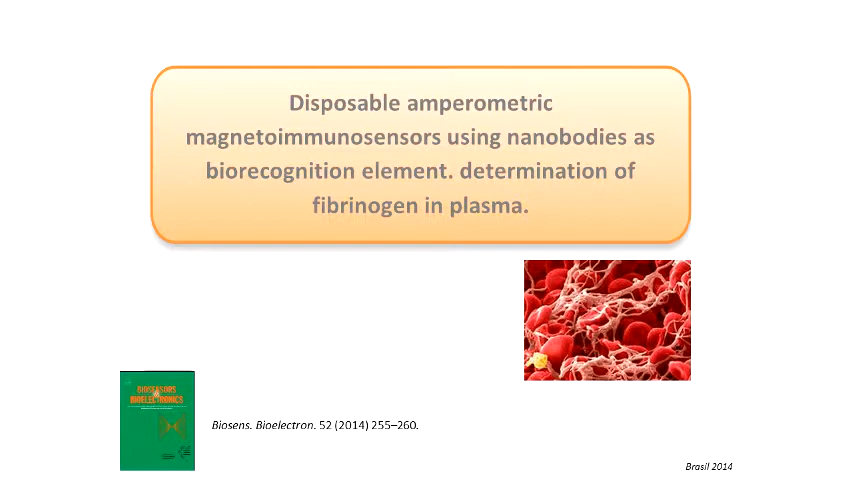 Disposable amperometric
magnetoimmunosensors using nanobodies as
biorecognition element. determination of
fibrinogen in plasma.
BIOSENSORS
BIOELECTRONICS
Biosens. Bioelectron. 52 (2014) 255–260.
Brasil 2014